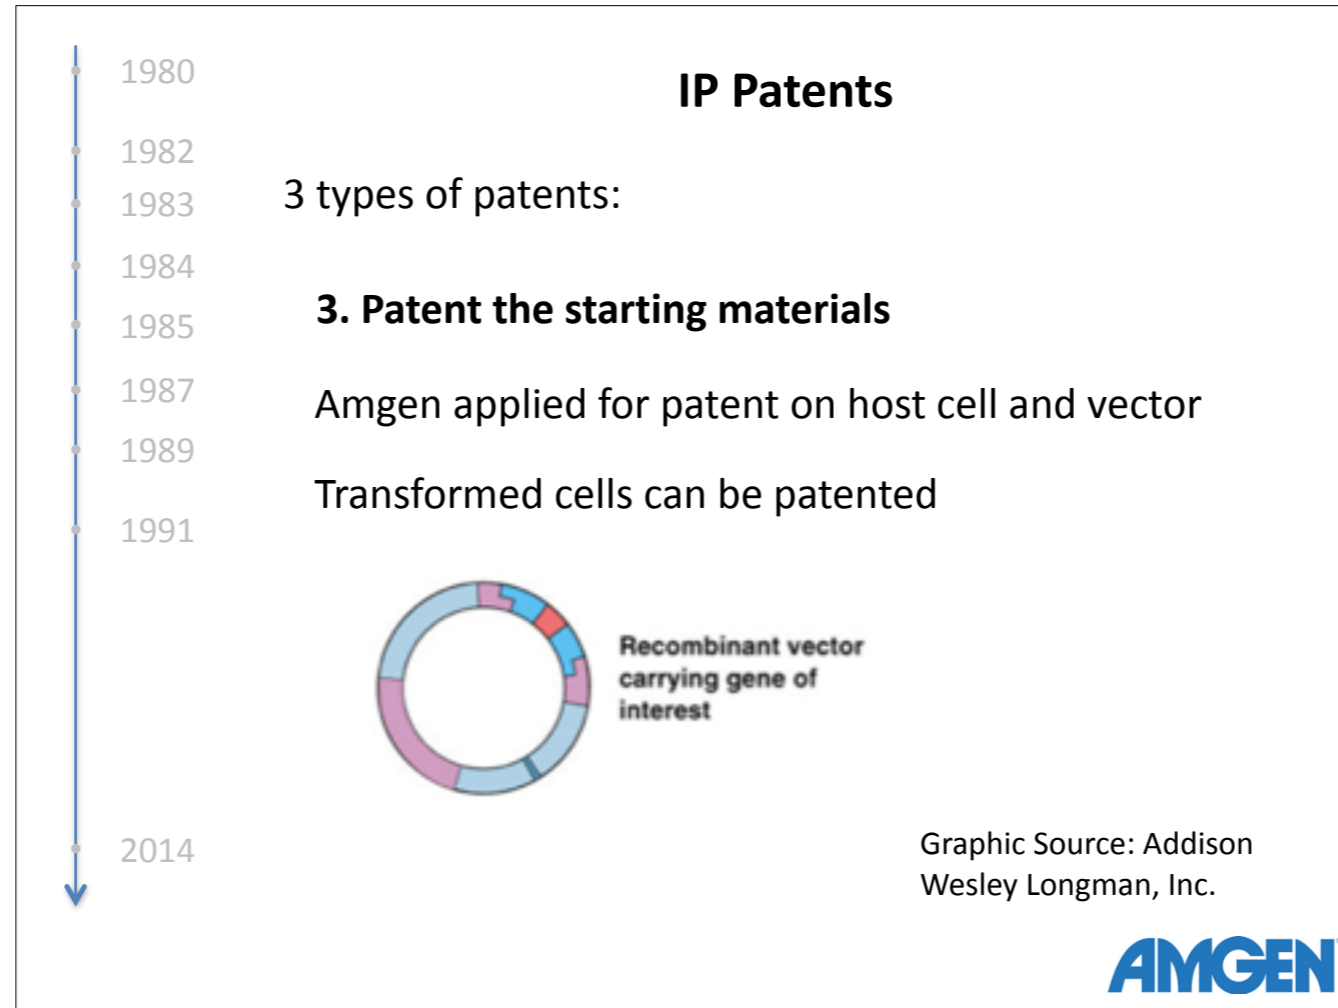 IP Patents
1980
1982
1983
1984
1985
1987
1989
1991
2014
3 types of patents:
3. Patent the starting materials
Amgen applied for patent on host cell and vector
Transformed cells can be patented
Recombinant vector
carrying gene of
interest
Graphic Source: Addison
Wesley Longman, Inc.
AMGEN